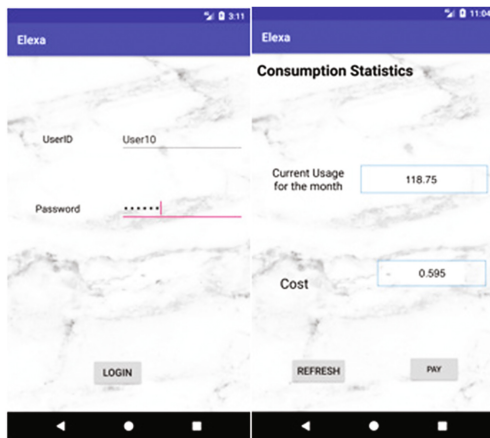 3:11
Elexa
UserID User10
Password ••••••
LOGIN
11:04
Elexa
Consumption Statistics
Current Usage
for the month
118.75
Cost
0.595
REFRESH
PAY